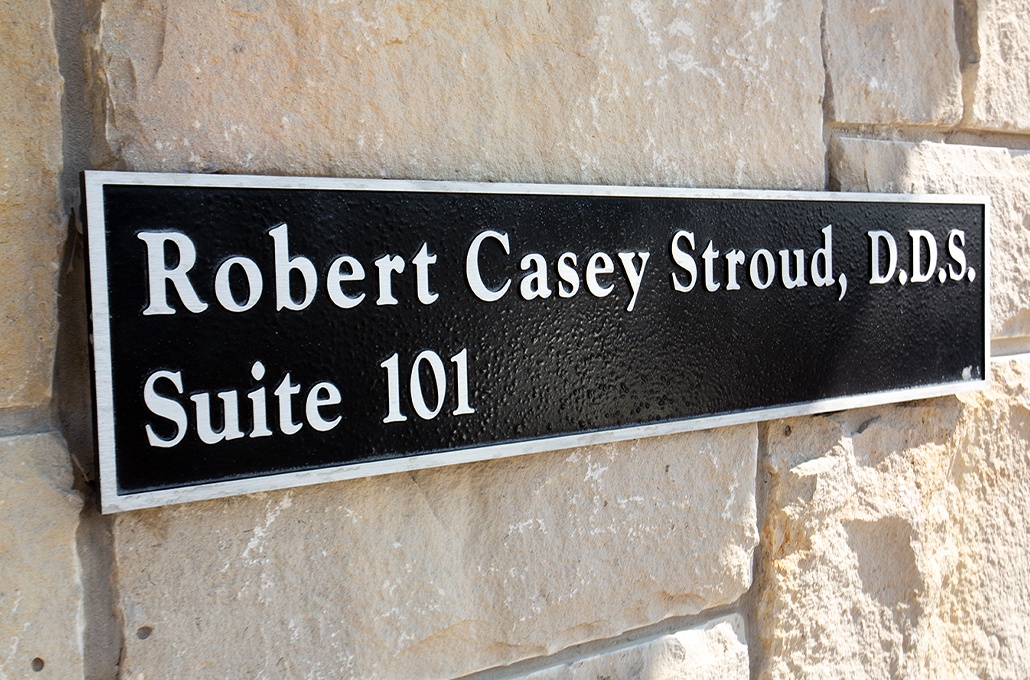 Robert Casey Stroud, D.D.S.
Suite 101